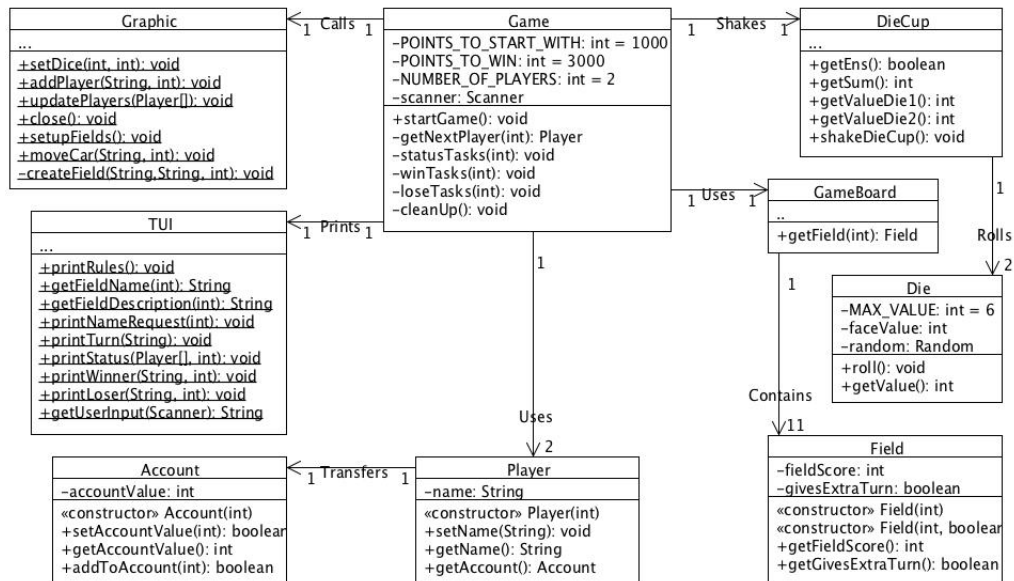 Graphic
...
+setDice(int, int): void
+addPlayer(String, int): void
+updatePlayers(Player[]): void
+close(): void
+setupFields(): void
+moveCar(String, int): void
-createField(String,String, int): void
1 Calls 1
Game
-POINTS_TO_START_WITH: int = 1000
-POINTS_TO_WIN: int = 3000
-NUMBER_OF_PLAYERS: int = 2
-scanner: Scanner
+startGame(): void
-getNextPlayer(int): Player
-statusTasks(int): void
-winTasks(int): void
-loseTasks(int): void
-cleanUp(): void
1 Shakes 1
DieCup
...
+getEns(): boolean
+getSum(): int
+getValueDie1(): int
+getValueDie2(): int
+shakeDieCup(): void
1 Uses 1
GameBoard
..
+getField(int): Field
1
Rolls
2
1 Prints 1
TUI
...
+printRules(): void
+getFieldName(int): String
+getFieldDescription(int): String
+printNameRequest(int): void
+printTurn(String): void
+printStatus(Player[], int): void
+printWinner(String, int): void
+printLoser(String, int): void
+getUserInput(Scanner): String
1
Uses
2
1
Contains
11
Die
-MAX_VALUE: int = 6
-faceValue: int
-random: Random
+roll(): void
+getValue(): int
Account
-accountValue: int
«constructor» Account(int)
+setAccountValue(int): boolear
+getAccountValue(): int
+addToAccount(int): boolean
1 Transfers 1
Player
-name: String
«constructor» Player(int)
+setName(String): void
+getName(): String
+getAccount(): Account
Field
-fieldScore: int
-givesExtraTurn: boolean
«constructor» Field(int)
«constructor» Field(int, boolear
+getFieldScore(): int
+getGivesExtraTurn(): boolean